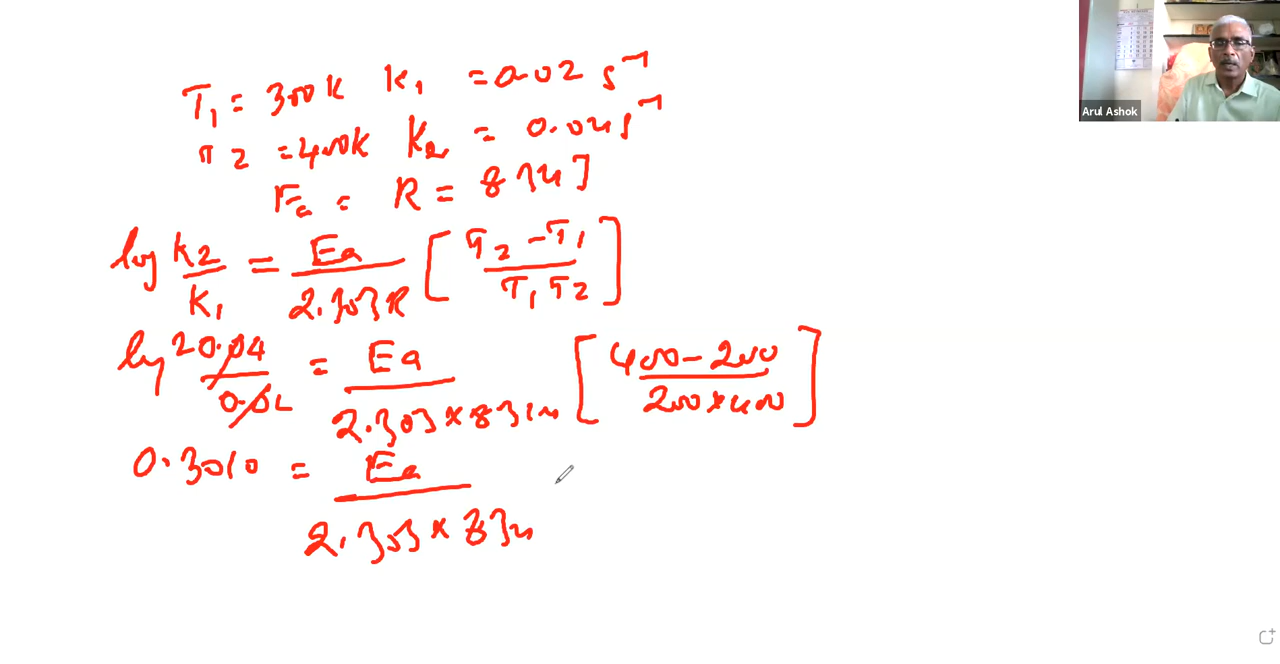 T₁ = 300K k₁ = 0.02 s⁻¹
T₂ = 400K K₂ = 0.04 s⁻¹
Ea = R = 8.314 J
log k₂/k₁ = Ea/2.303R [T₂ - T₁/T₁T₂]
log 2 0.04/0.02 = Ea/2.303 × 8.314 [400 - 200/200 × 400]
0.3010 = Ea/2.303 × 8.34
Arul Ashok